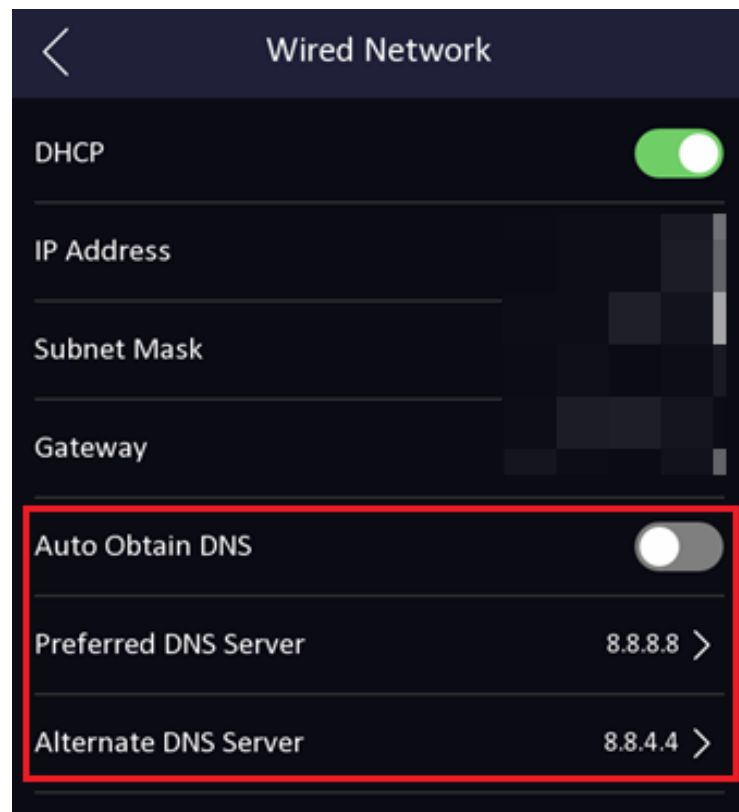 Wired Network
DHCP
IP Address
Subnet Mask
Gateway
Auto Obtain DNS
Preferred DNS Server 8.8.8.8
Alternate DNS Server 8.8.4.4